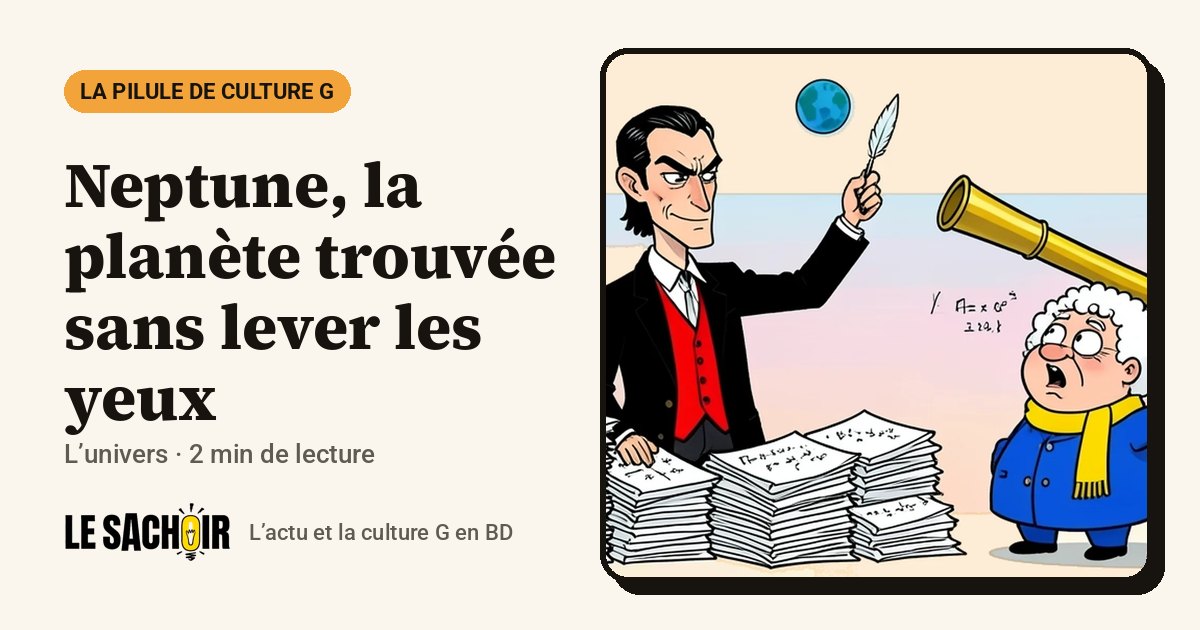 LA PILULE DE CULTURE G
Neptune, la
planète trouvée
sans lever les
yeux
L’univers · 2 min de lecture
LE SACHOIR
L’actu et la culture G en BD